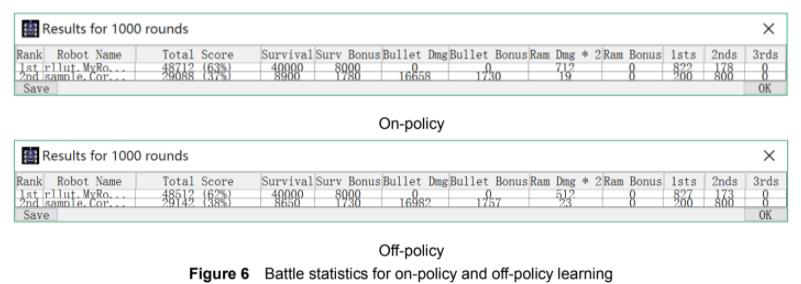 Results for 1000 rounds
Rank Robot Name Total Score Survival Surv Bonus Bullet Dmg Bullet Bonus Ram Dmg * 2 Ram Bonus 1sts 2nds 3rds
1st rllut.MyRo... 48712 (63%) 40000 8000 0 0 712 0 822 178 0
2nd sample.Cor... 29088 (37%) 8900 1780 16658 1730 19 0 200 800 0
Save OK
On-policy
Results for 1000 rounds
Rank Robot Name Total Score Survival Surv Bonus Bullet Dmg Bullet Bonus Ram Dmg * 2 Ram Bonus 1sts 2nds 3rds
1st rllut.MyRo... 48512 (62%) 40000 8000 0 0 512 0 827 173 0
2nd sample.Cor... 29142 (38%) 8650 1730 16982 1757 23 0 200 800 0
Save OK
Off-policy
Figure 6 Battle statistics for on-policy and off-policy learning